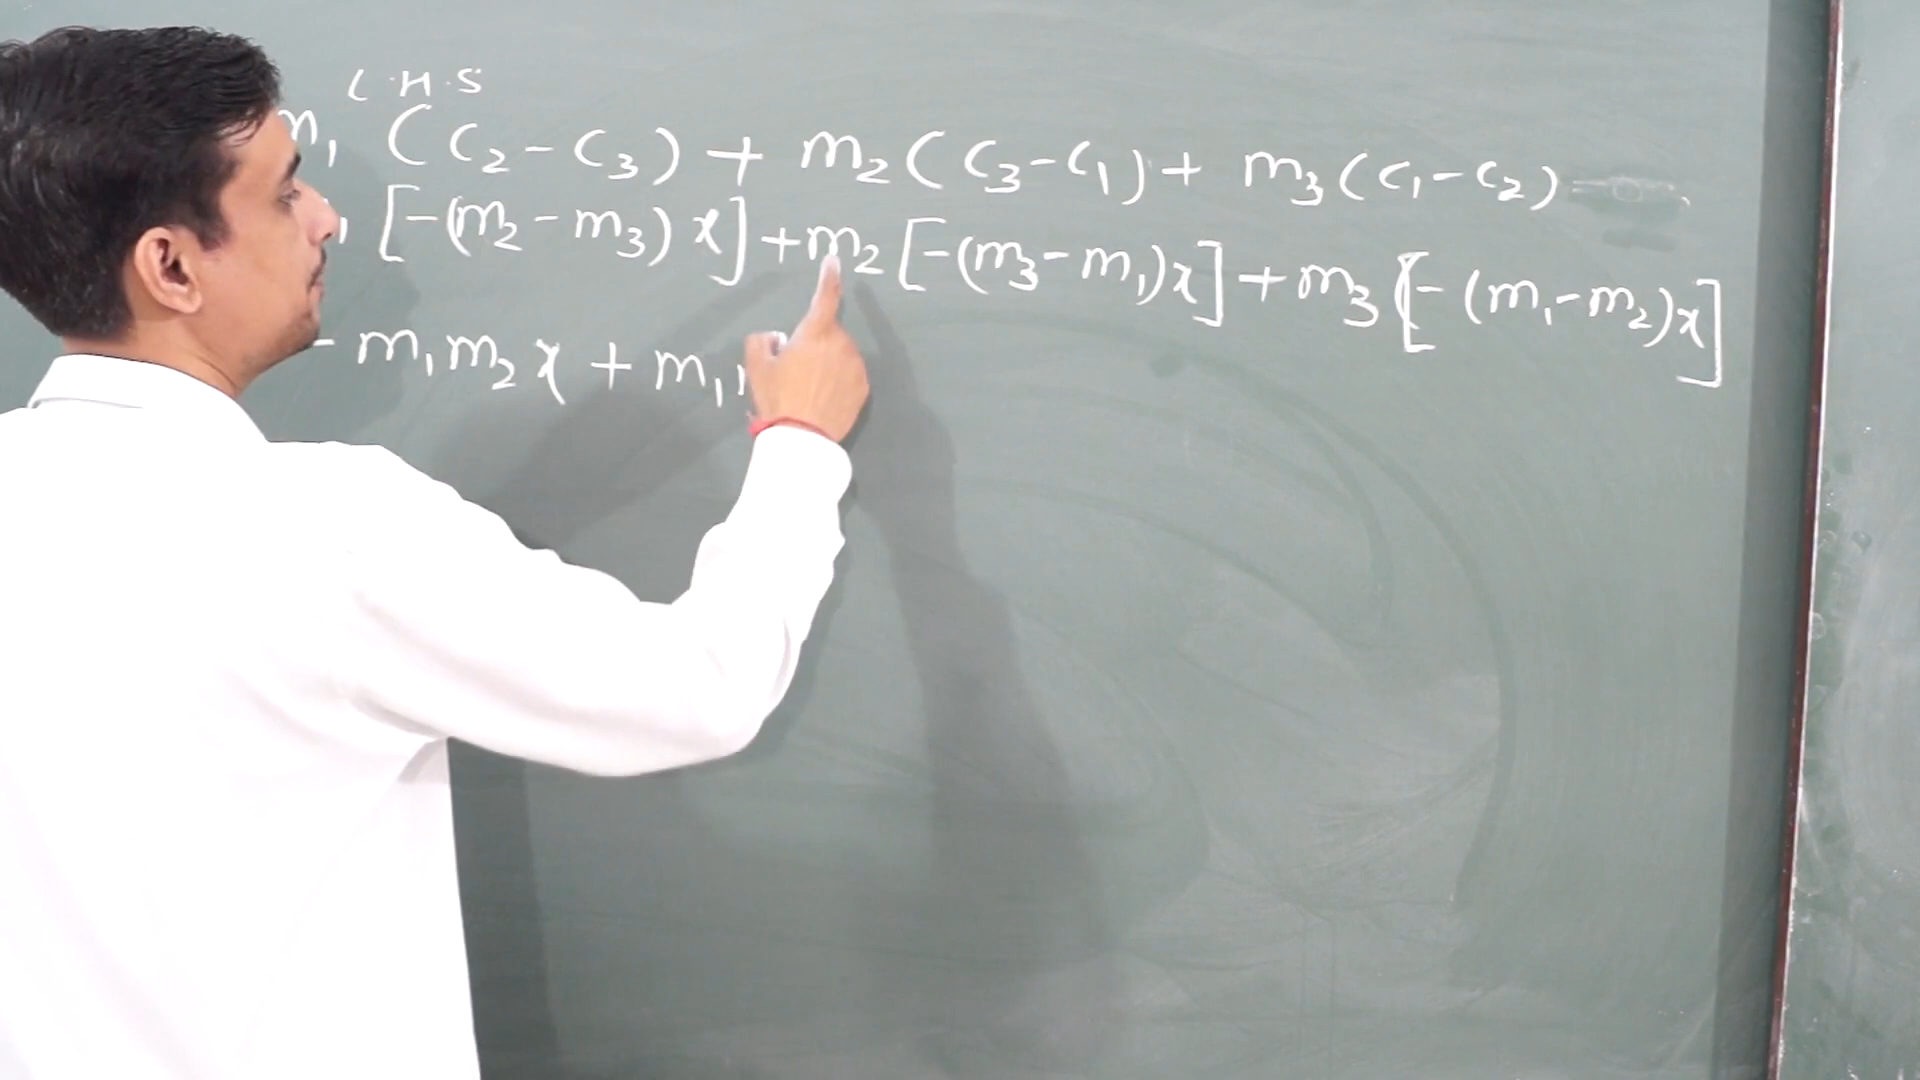 L.H.S
m₁ (c₂-c₃) + m₂(c₃-c₁)+ m₃(c₁-c₂)
₁ [-(m₂-m₃)x]+m₂[-(m₃-m₁)x]+m₃[-(m₁-m₂)x]
- m₁m₂x + m₁